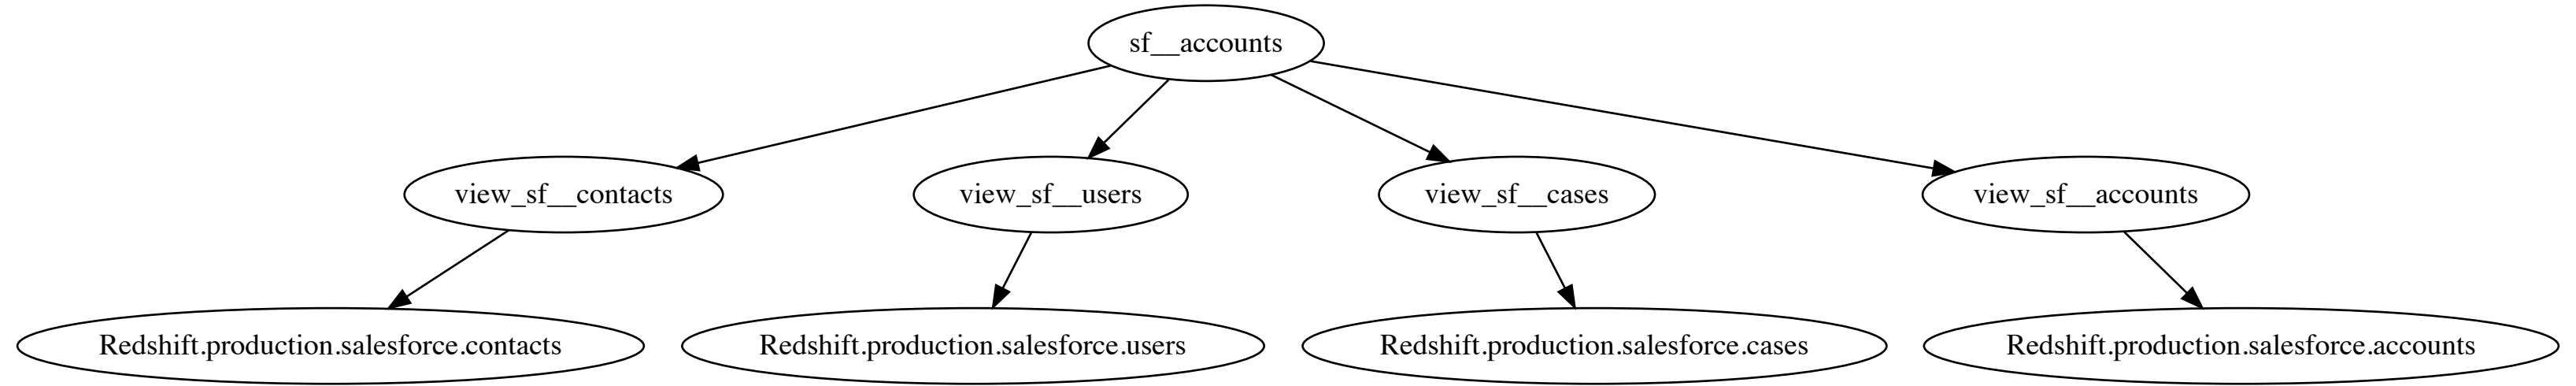 sf__accounts
view_sf__contacts
view_sf__users
view_sf__cases
view_sf__accounts
Redshift.production.salesforce.contacts
Redshift.production.salesforce.users
Redshift.production.salesforce.cases
Redshift.production.salesforce.accounts